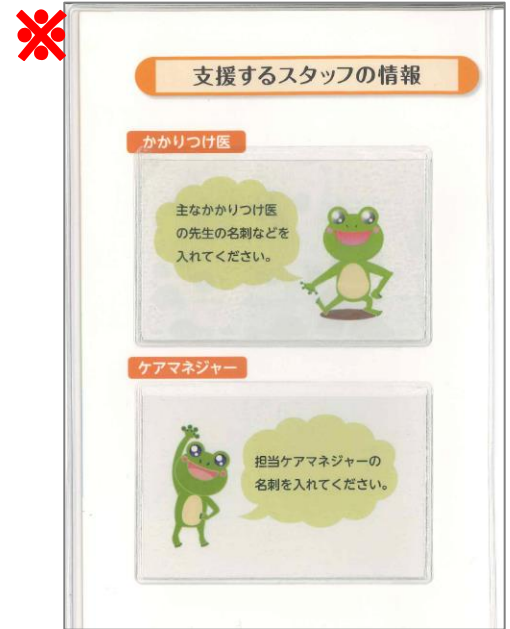 ※
支援するスタッフの情報
かかりつけ医
主なかかりつけ医
の先生の名刺などを
入れてください。
ケアマネジャー
担当ケアマネジャーの
名刺を入れてください。